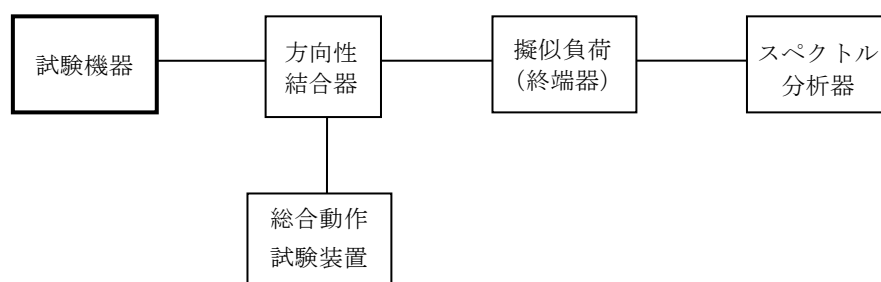 試験機器
方向性
結合器
擬似負荷
（終端器）
スペクトル
分析器
総合動作
試験装置